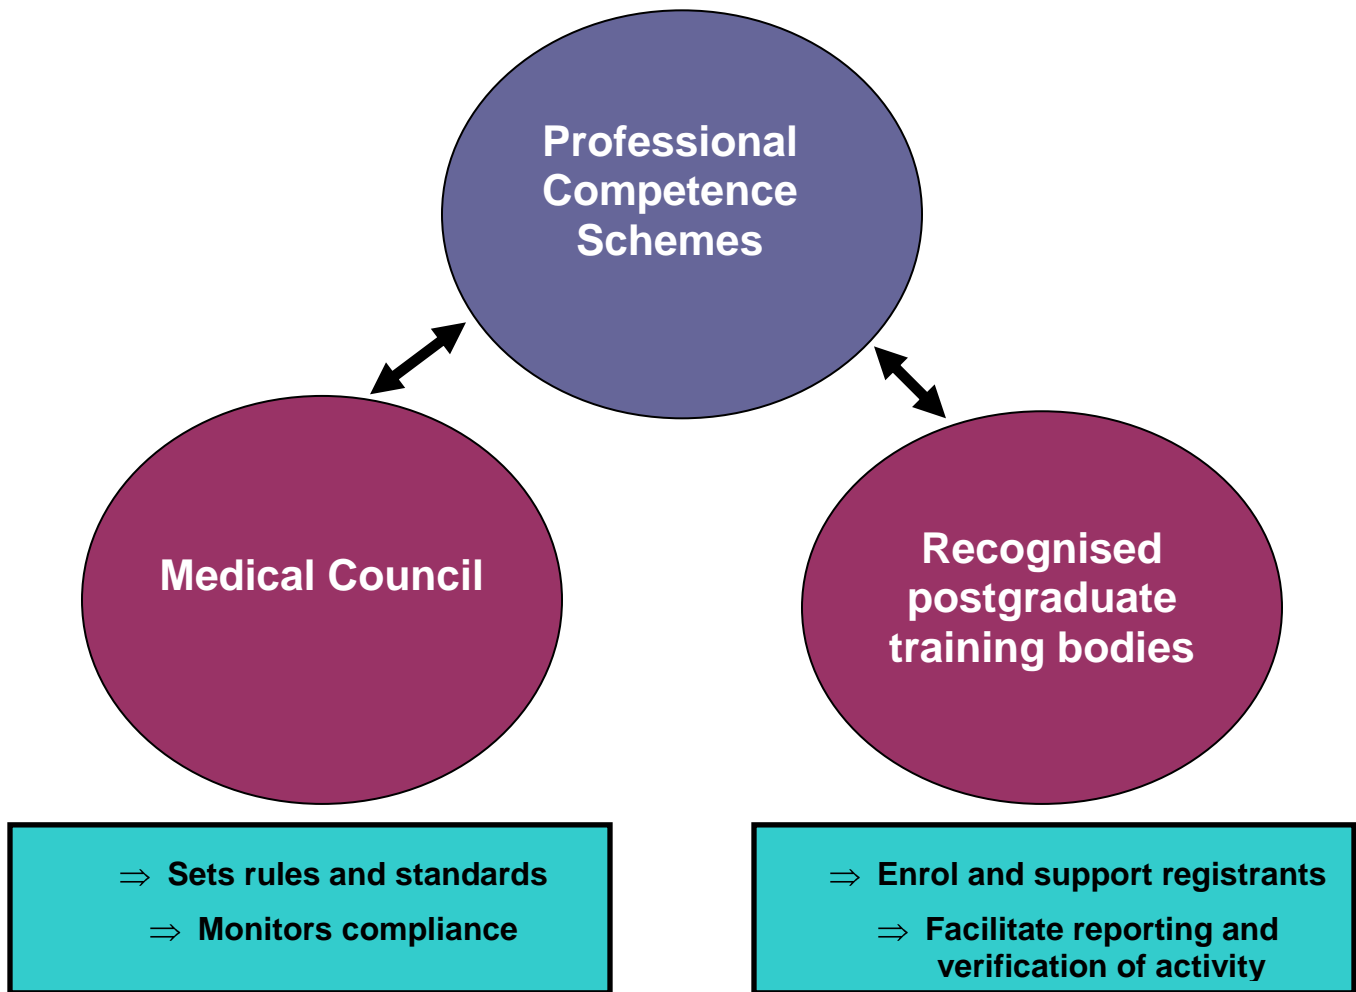 Professional
Competence
Schemes
Medical Council
Recognised
postgraduate
training bodies
⇒ Sets rules and standards
⇒ Monitors compliance
⇒ Enrol and support registrants
⇒ Facilitate reporting and
verification of activity